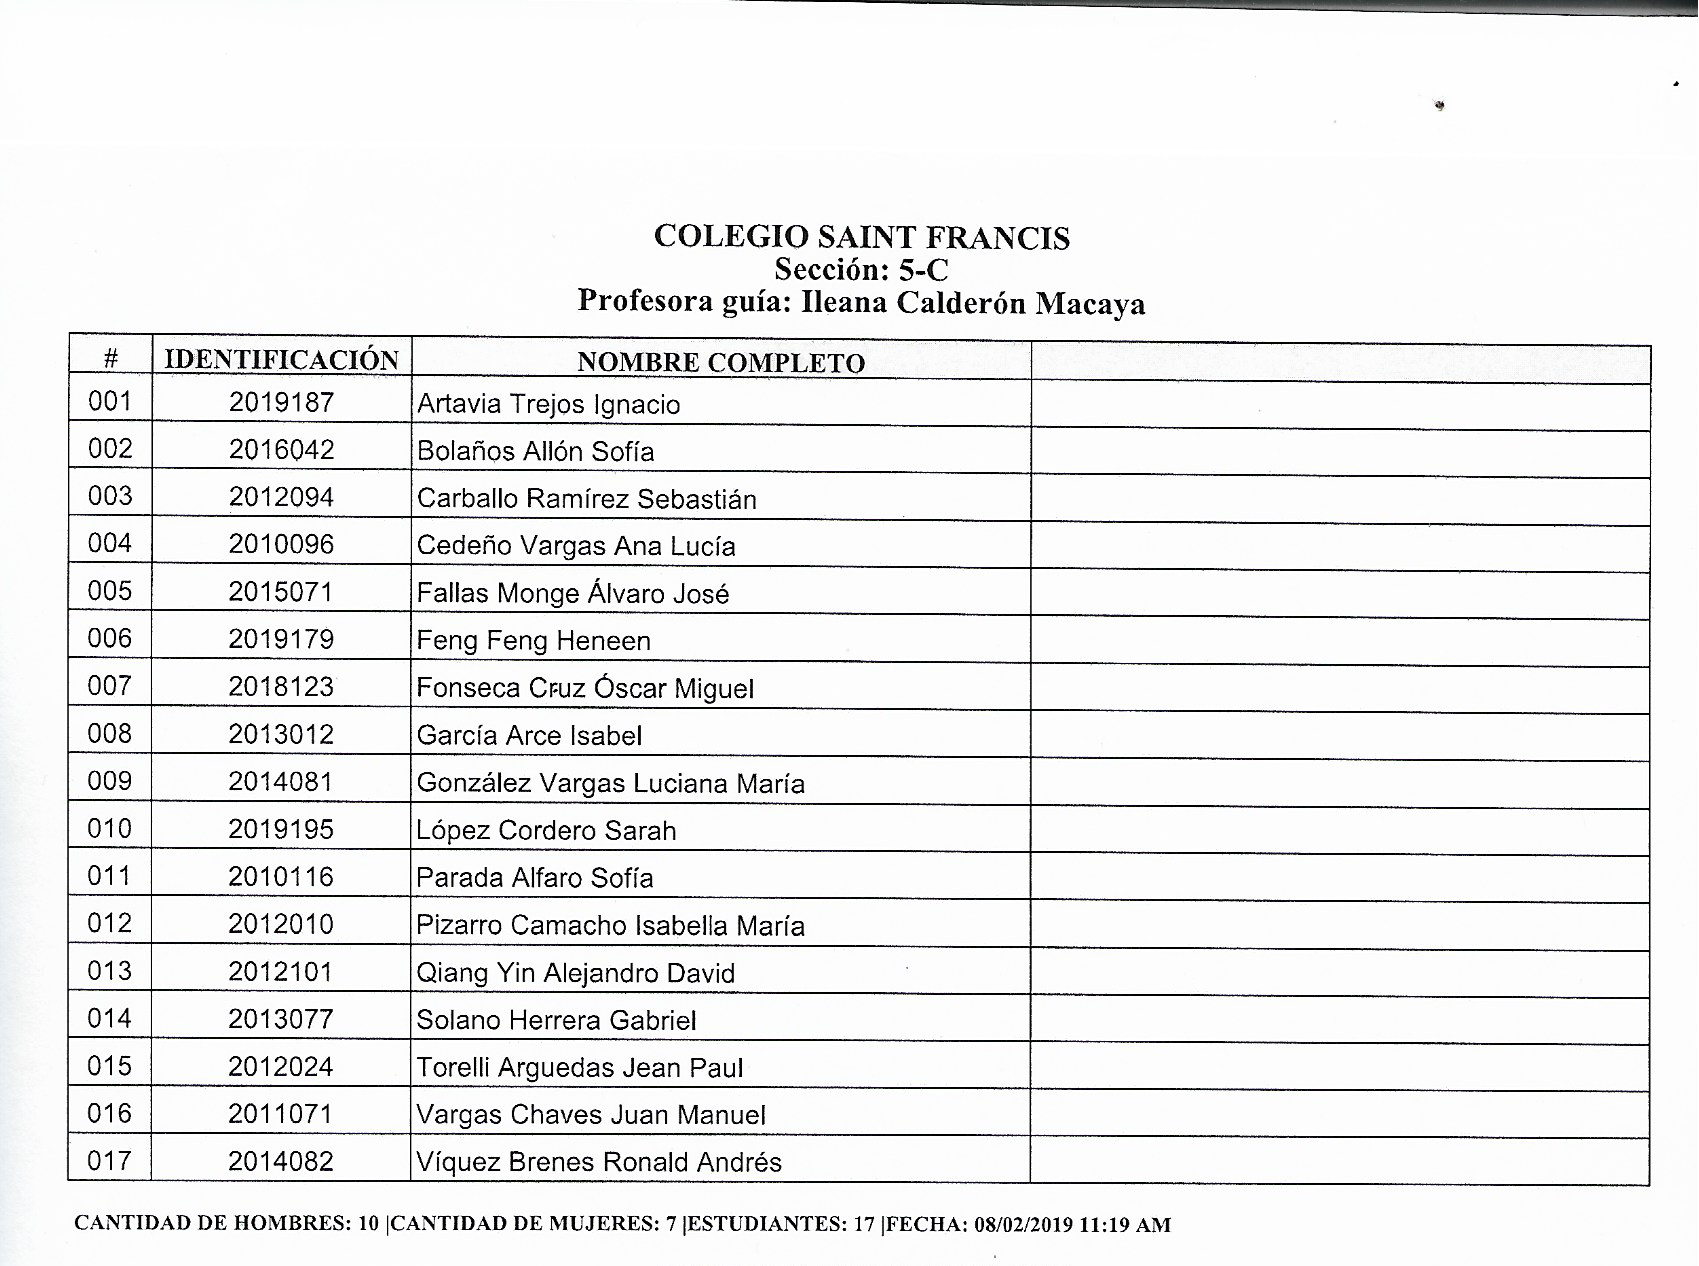 COLEGIO SAINT FRANCIS
Sección: 5-C
Profesora guía: Ileana Calderón Macaya
# IDENTIFICACIÓN NOMBRE COMPLETO
001 2019187 Artavia Trejos Ignacio
002 2016042 Bolaños Allón Sofía
003 2012094 Carballo Ramírez Sebastián
004 2010096 Cedeño Vargas Ana Lucía
005 2015071 Fallas Monge Álvaro José
006 2019179 Feng Feng Heneen
007 2018123 Fonseca Cruz Óscar Miguel
008 2013012 García Arce Isabel
009 2014081 González Vargas Luciana María
010 2019195 López Cordero Sarah
011 2010116 Parada Alfaro Sofía
012 2012010 Pizarro Camacho Isabella María
013 2012101 Qiang Yin Alejandro David
014 2013077 Solano Herrera Gabriel
015 2012024 Torelli Arguedas Jean Paul
016 2011071 Vargas Chaves Juan Manuel
017 2014082 Víquez Brenes Ronald Andrés
CANTIDAD DE HOMBRES: 10 |CANTIDAD DE MUJERES: 7 |ESTUDIANTES: 17 |FECHA: 08/02/2019 11:19 AM